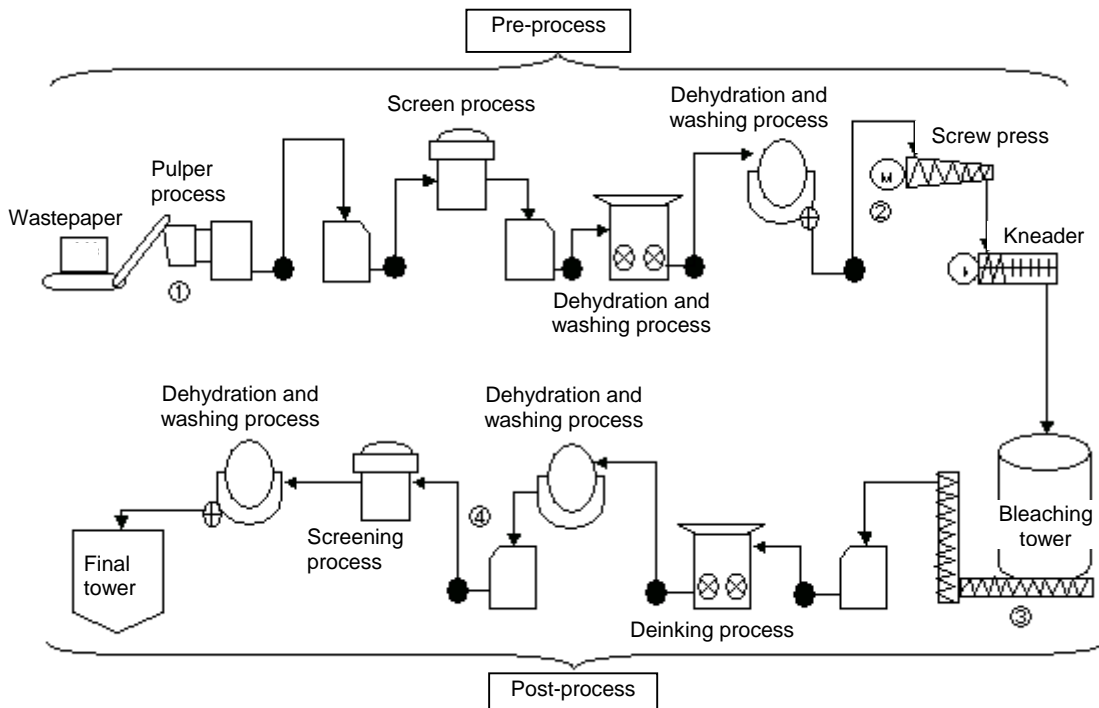 Pre-process
Dehydration and
washing process
Screen process
Screw press
Pulper
process
Wastepaper
M
②
Kneader
①
Dehydration and
washing process
Dehydration and
washing process
Dehydration and
washing process
Bleaching
tower
④
Screening
process
Final
tower
③
Deinking process
Post-process